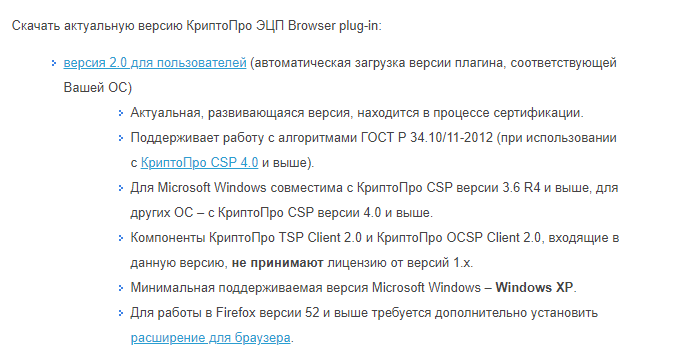 Скачать актуальную версию КриптоПро ЭЦП Browser plug-in:
версия 2.0 для пользователей (автоматическая загрузка версии плагина, соответствующей
Вашей ОС)
Актуальная, развивающаяся версия, находится в процессе сертификации.
Поддерживает работу с алгоритмами ГОСТ Р 34.10/11-2012 (при использовании
с КриптоПро CSP 4.0 и выше).
Для Microsoft Windows совместима с КриптоПро CSP версии 3.6 R4 и выше, для
других ОС – с КриптоПро CSP версии 4.0 и выше.
Компоненты КриптоПро TSP Client 2.0 и КриптоПро OCSP Client 2.0, входящие в
данную версию, не принимают лицензию от версий 1.x.
Минимальная поддерживаемая версия Microsoft Windows – Windows XP.
Для работы в Firefox версии 52 и выше требуется дополнительно установить
расширение для браузера.